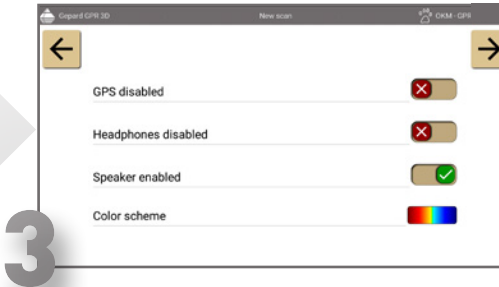 Gepard GPR 3D New scan OKM - GPR
GPS disabled
Headphones disabled
Speaker enabled
Color scheme
3